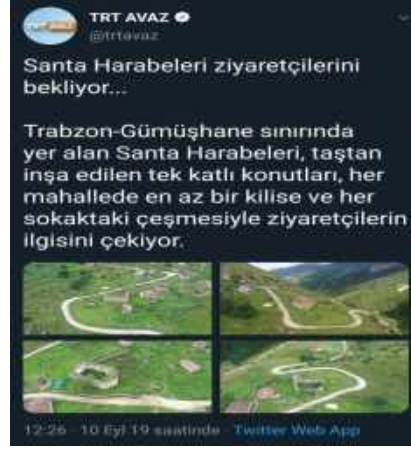 TRT AVAZ
@trtavaz
Santa Harabeleri ziyaretçilerini
bekliyor...
Trabzon-Gümüşhane sınırında
yer alan Santa Harabeleri, taştan
inşa edilen tek katlı konutları, her
mahallede en az bir kilise ve her
sokaktaki çeşmesiyle ziyaretçilerin
ilgisini çekiyor.
12:26 · 10 Eyl 19 saatinde · Twitter Web App